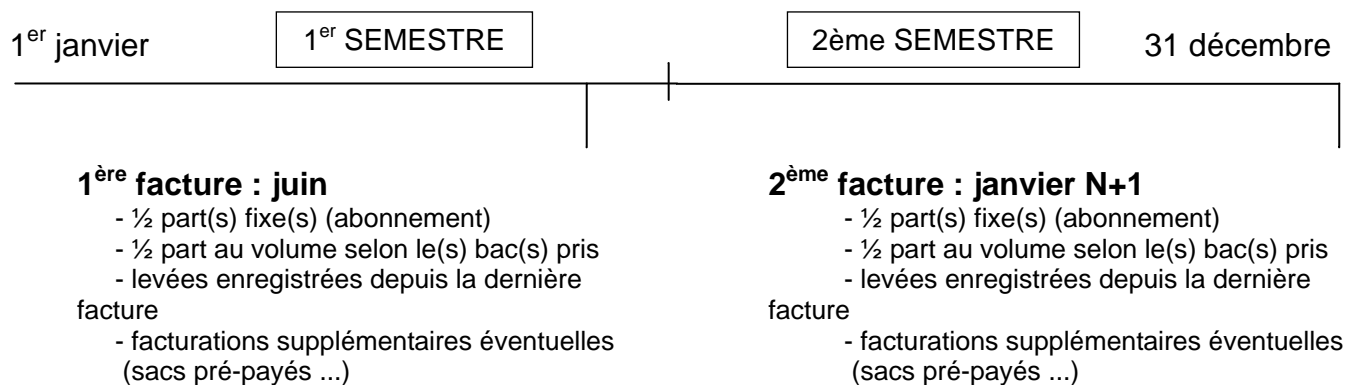 1er janvier 1er SEMESTRE 2ème SEMESTRE 31 décembre
1ère facture : juin
- ½ part(s) fixe(s) (abonnement)
- ½ part au volume selon le(s) bac(s) pris
- levées enregistrées depuis la dernière
facture
- facturations supplémentaires éventuelles
(sacs pré-payés ...)
2ème facture : janvier N+1
- ½ part(s) fixe(s) (abonnement)
- ½ part au volume selon le(s) bac(s) pris
- levées enregistrées depuis la dernière
facture
- facturations supplémentaires éventuelles
(sacs pré-payés ...)